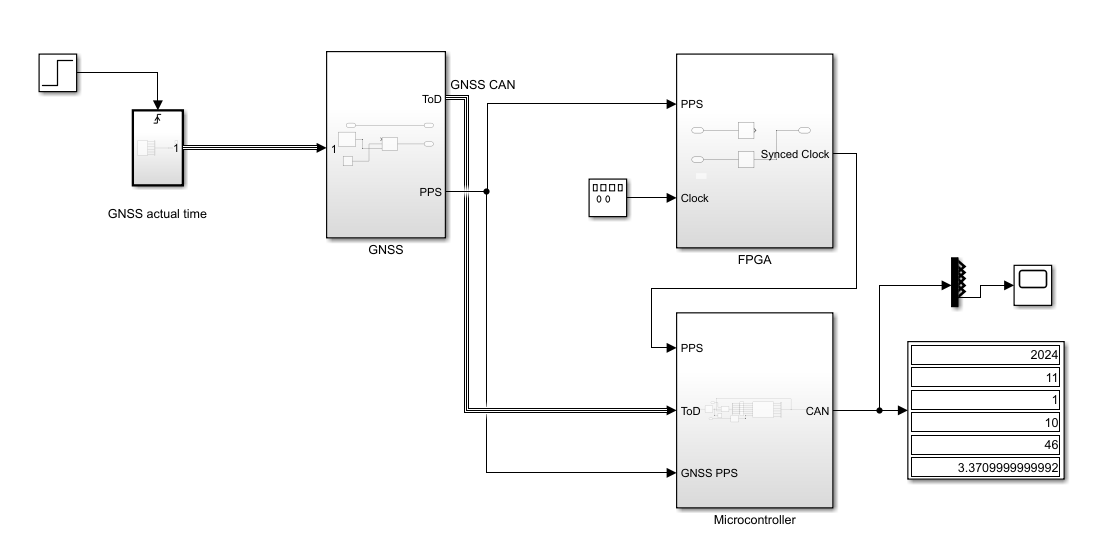 GNSS CAN
ToD
PPS
1
1
GNSS actual time
PPS
GNSS
PPS
Synced Clock
Clock
0 0
FPGA
PPS
ToD
CAN
GNSS PPS
Microcontroller
2024
11
1
10
46
3.3709999999992